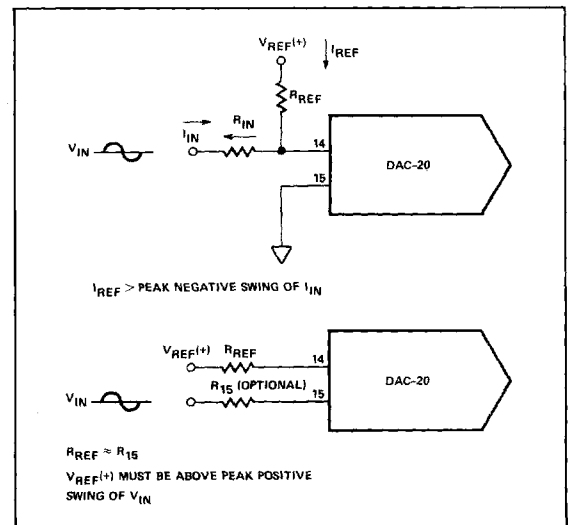 VREF(+)
IREF
RREF
RIN
IIN
VIN
14
15
DAC-20
IREF > PEAK NEGATIVE SWING OF IIN
VREF(+) RREF
14
DAC-20
R15 (OPTIONAL)
15
VIN
RREF ≈ R15
VREF(+) MUST BE ABOVE PEAK POSITIVE
SWING OF VIN